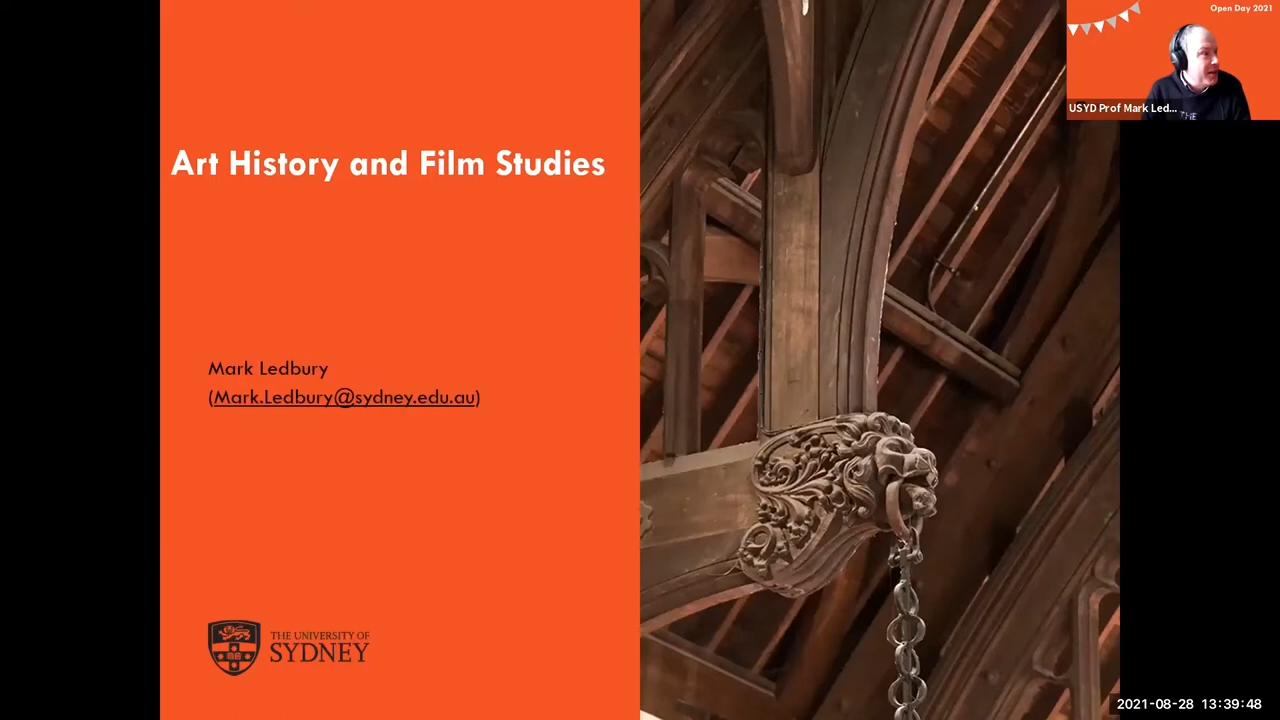 Open Day 2021
USYD Prof Mark Led...
THE
Art History and Film Studies
Mark Ledbury
(Mark.Ledbury@sydney.edu.au)
THE UNIVERSITY OF
SYDNEY
2021-08-28 13:39:48